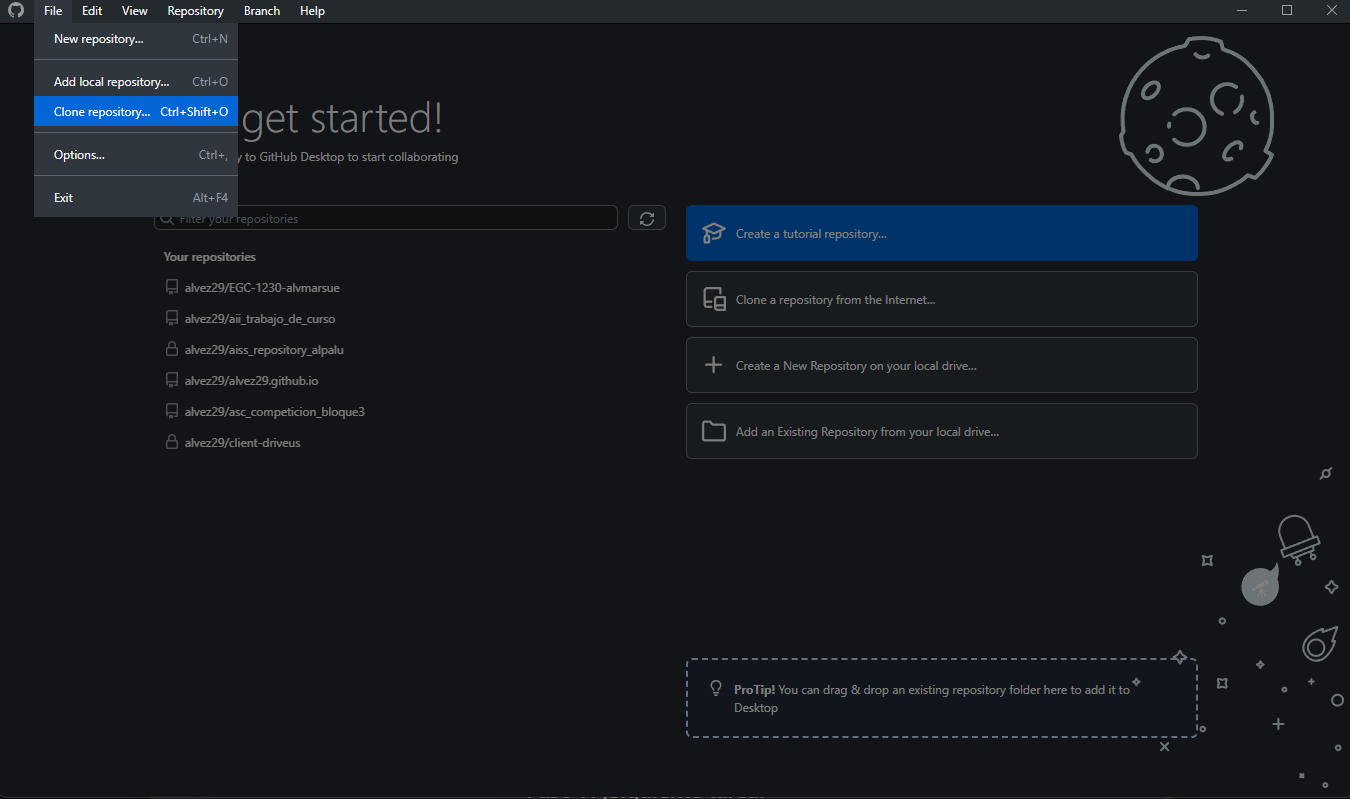 File Edit View Repository Branch Help
New repository... Ctrl+N
Add local repository... Ctrl+O
Clone repository... Ctrl+Shift+O
Options... Ctrl+,
Exit Alt+F4
get started!
y to GitHub Desktop to start collaborating
Filter your repositories
Your repositories
alvez29/EGC-1230-alvmarsue
alvez29/aii_trabajo_de_curso
alvez29/aiss_repository_alpalu
alvez29/alvez29.github.io
alvez29/asc_competicion_bloque3
alvez29/client-driveus
Create a tutorial repository...
Clone a repository from the Internet...
Create a New Repository on your local drive...
Add an Existing Repository from your local drive...
ProTip! You can drag & drop an existing repository folder here to add it to
Desktop